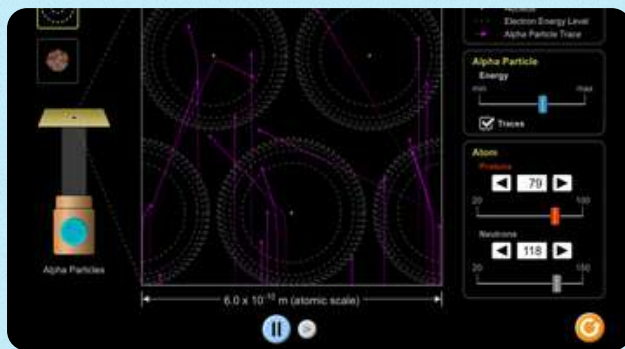 Electron Energy Level
Alpha Particle Trace
Alpha Particle
Energy
min
max
Traces
Atom
Protons
79
20
100
Neutrons
118
20
150
Alpha Particles
6.0 x 10⁻¹⁰ m (atomic scale)